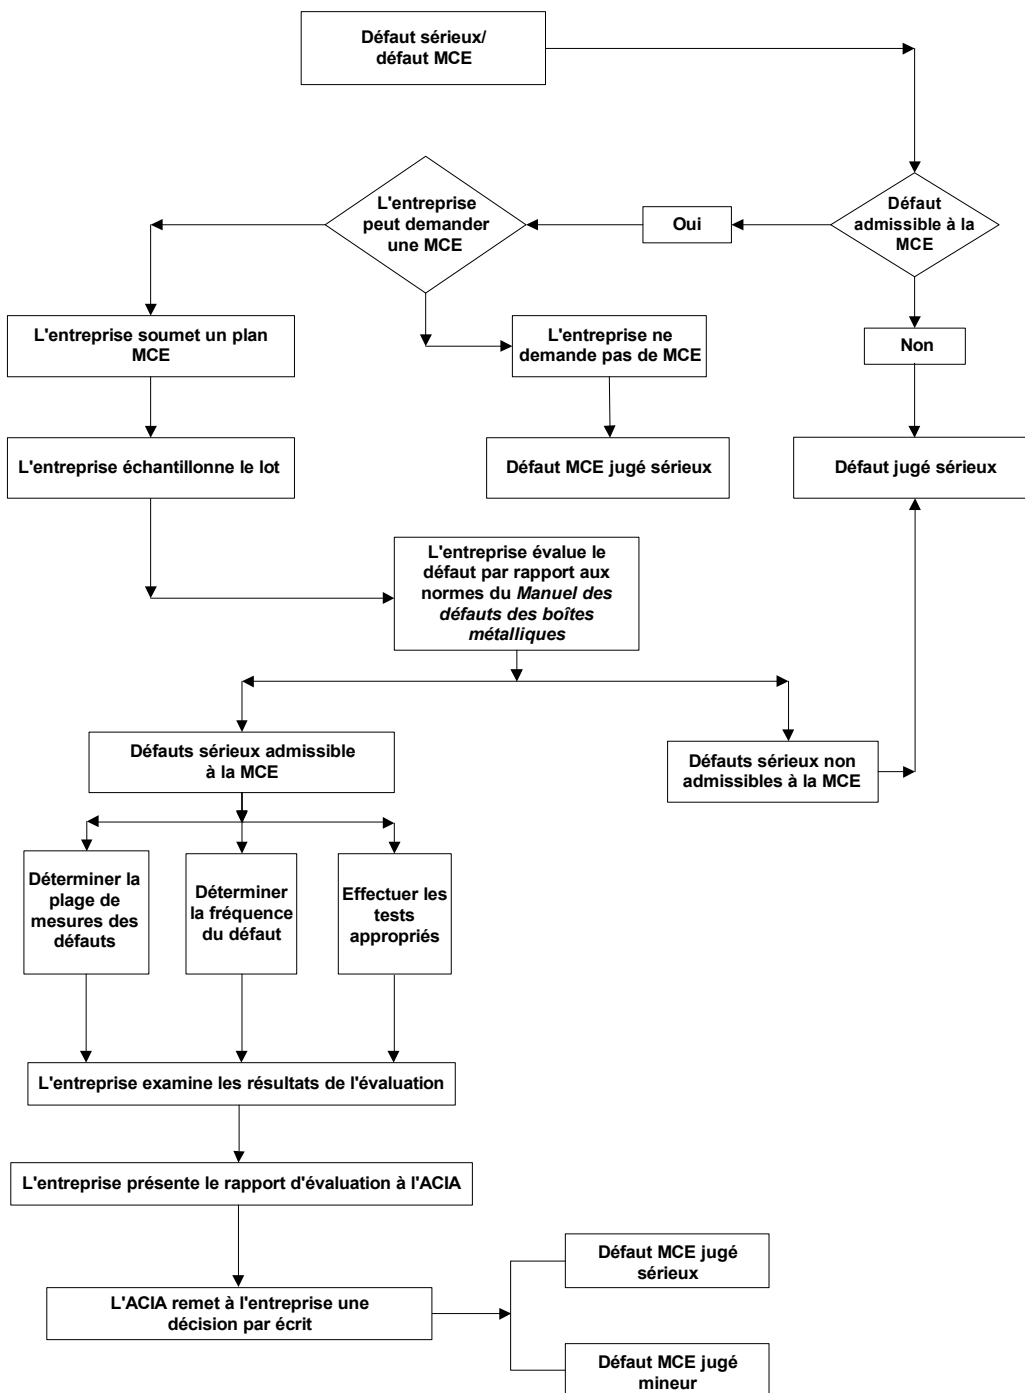 Défaut sérieux/
défaut MCE
L'entreprise
peut demander
une MCE
Oui
Défaut
admissible à la
MCE
L'entreprise soumet un plan
MCE
L'entreprise ne
demande pas de MCE
Non
L'entreprise échantillonne le lot
Défaut MCE jugé sérieux
Défaut jugé sérieux
L'entreprise évalue le
défaut par rapport aux
normes du Manuel des
défauts des boîtes
métalliques
Défauts sérieux admissible
à la MCE
Défauts sérieux non
admissibles à la MCE
Déterminer la
plage de
mesures des
défauts
Déterminer
la fréquence
du défaut
Effectuer les
tests
appropriés
L'entreprise examine les résultats de l'évaluation
L'entreprise présente le rapport d'évaluation à l'ACIA
Défaut MCE jugé
sérieux
L'ACIA remet à l'entreprise une
décision par écrit
Défaut MCE jugé
mineur